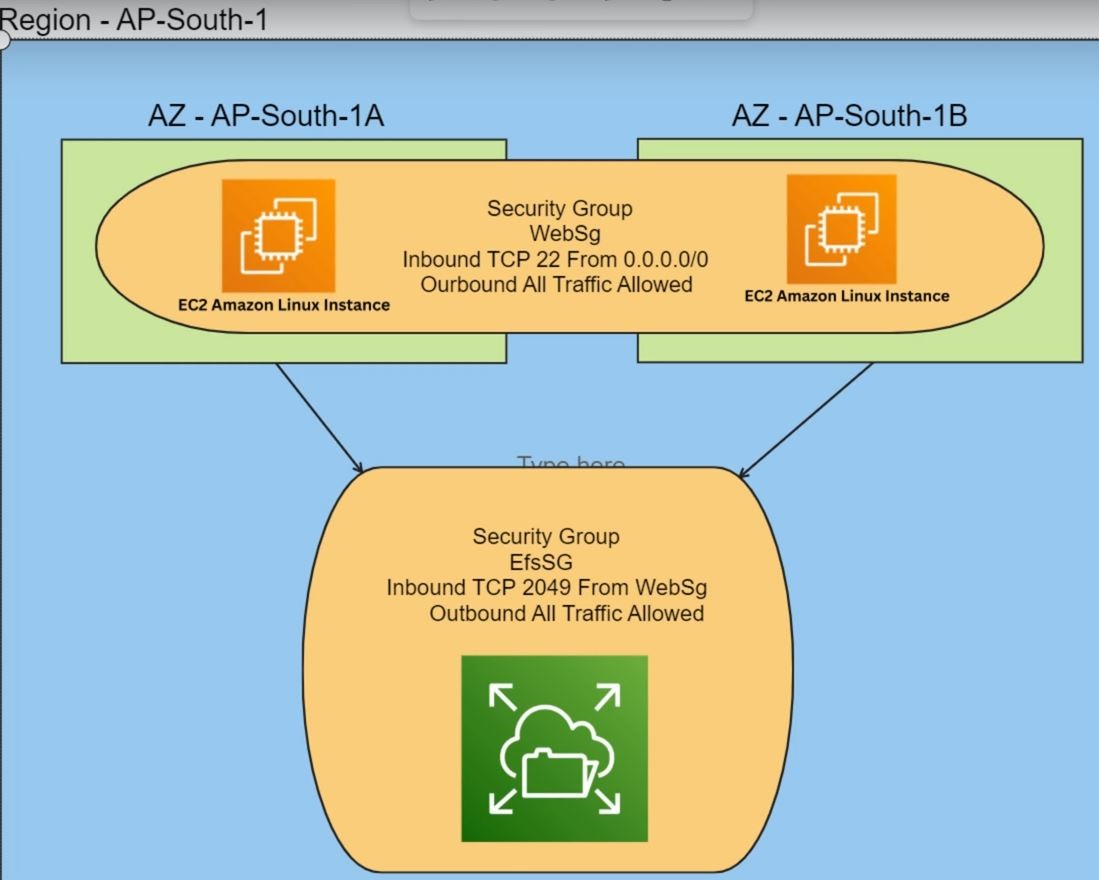 Region - AP-South-1
AZ - AP-South-1A
AZ - AP-South-1B
Security Group
WebSg
Inbound TCP 22 From 0.0.0.0/0
Ourbound All Traffic Allowed
EC2 Amazon Linux Instance
EC2 Amazon Linux Instance
Type here
Security Group
EfsSG
Inbound TCP 2049 From WebSg
Outbound All Traffic Allowed